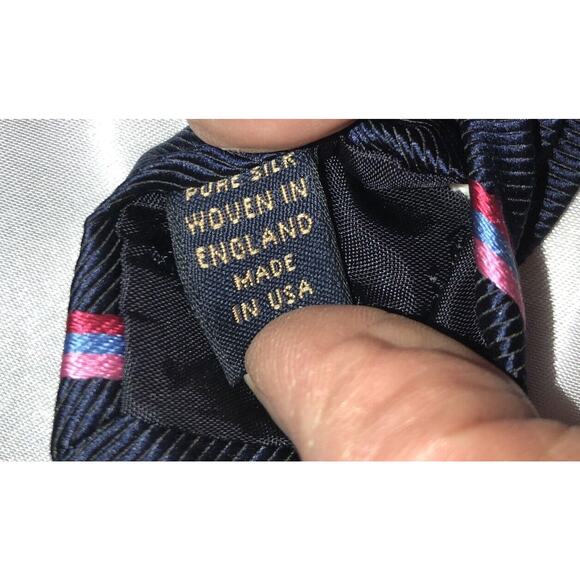 PURE SILK
WOVEN IN
ENGLAND
MADE
IN USA